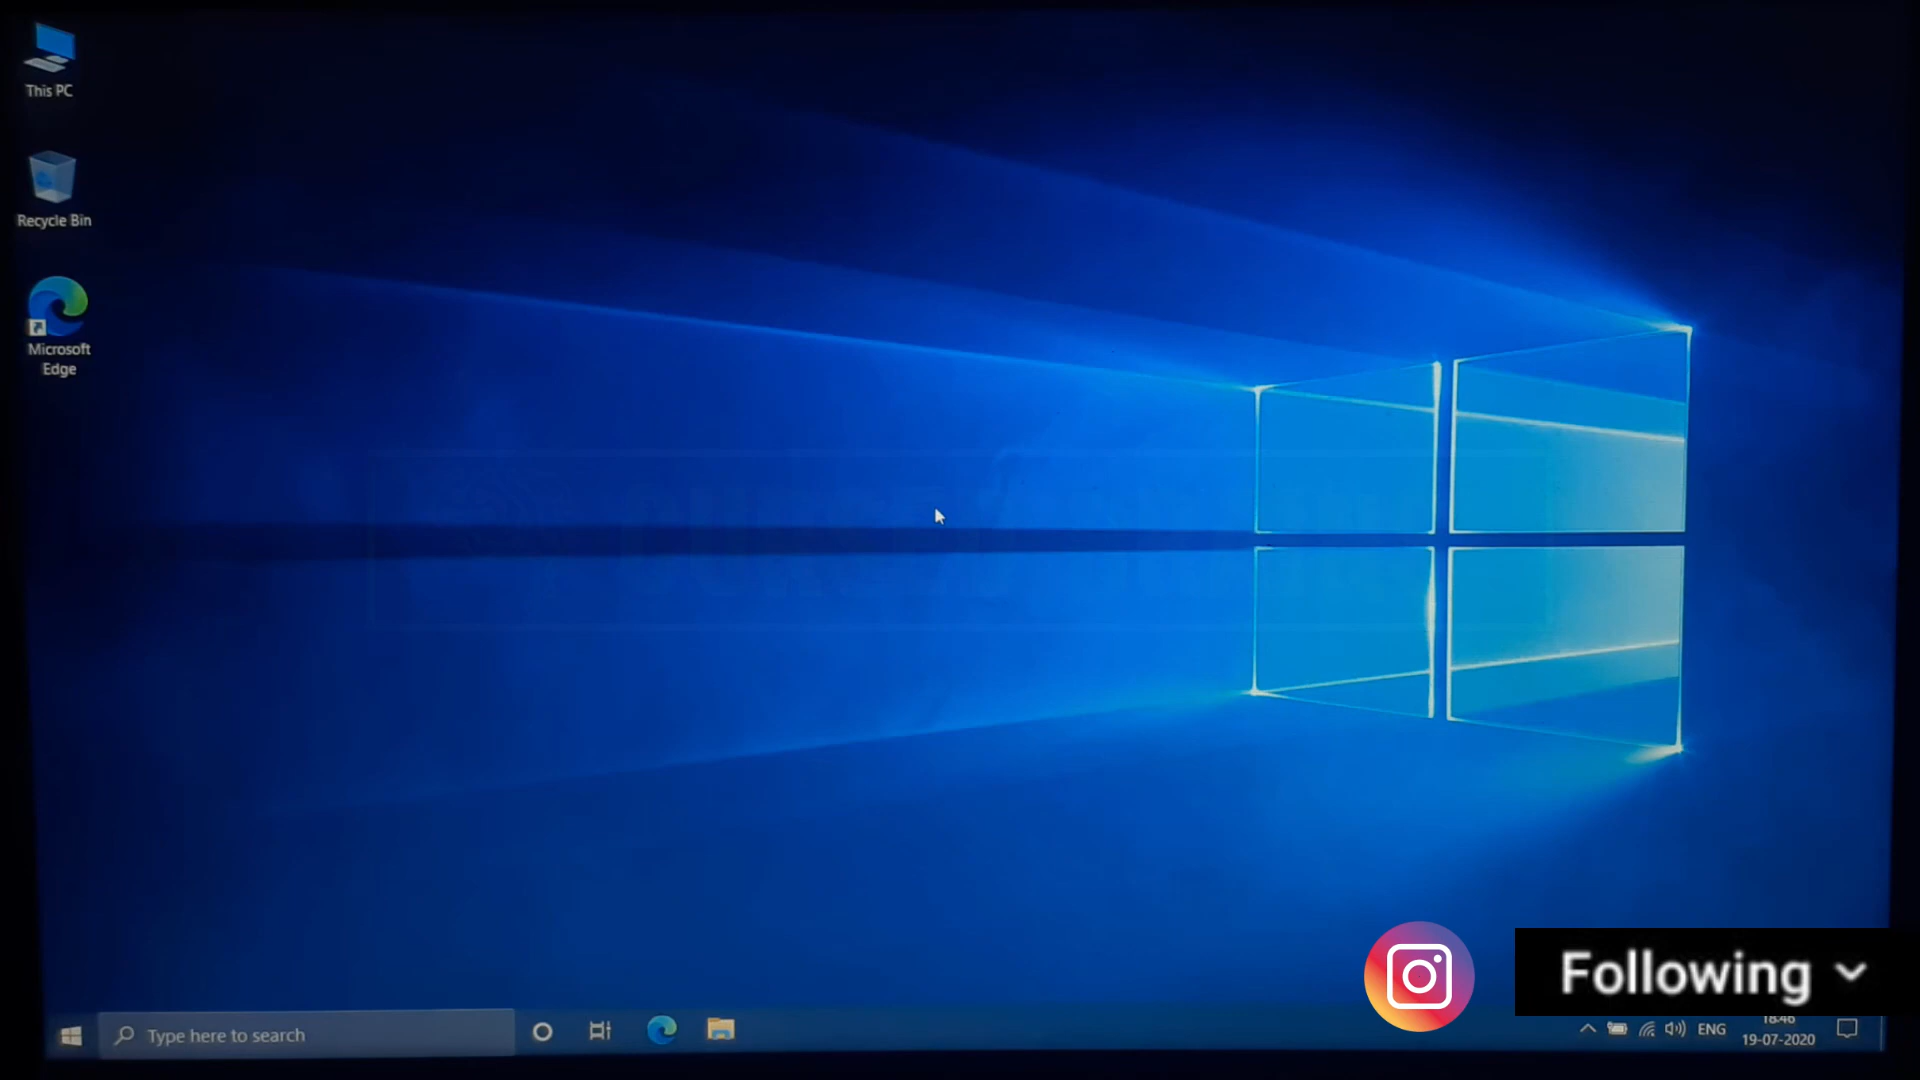 This PC
Recycle Bin
Microsoft
Edge
Following
Type here to search
ENG
18:46
19-07-2020